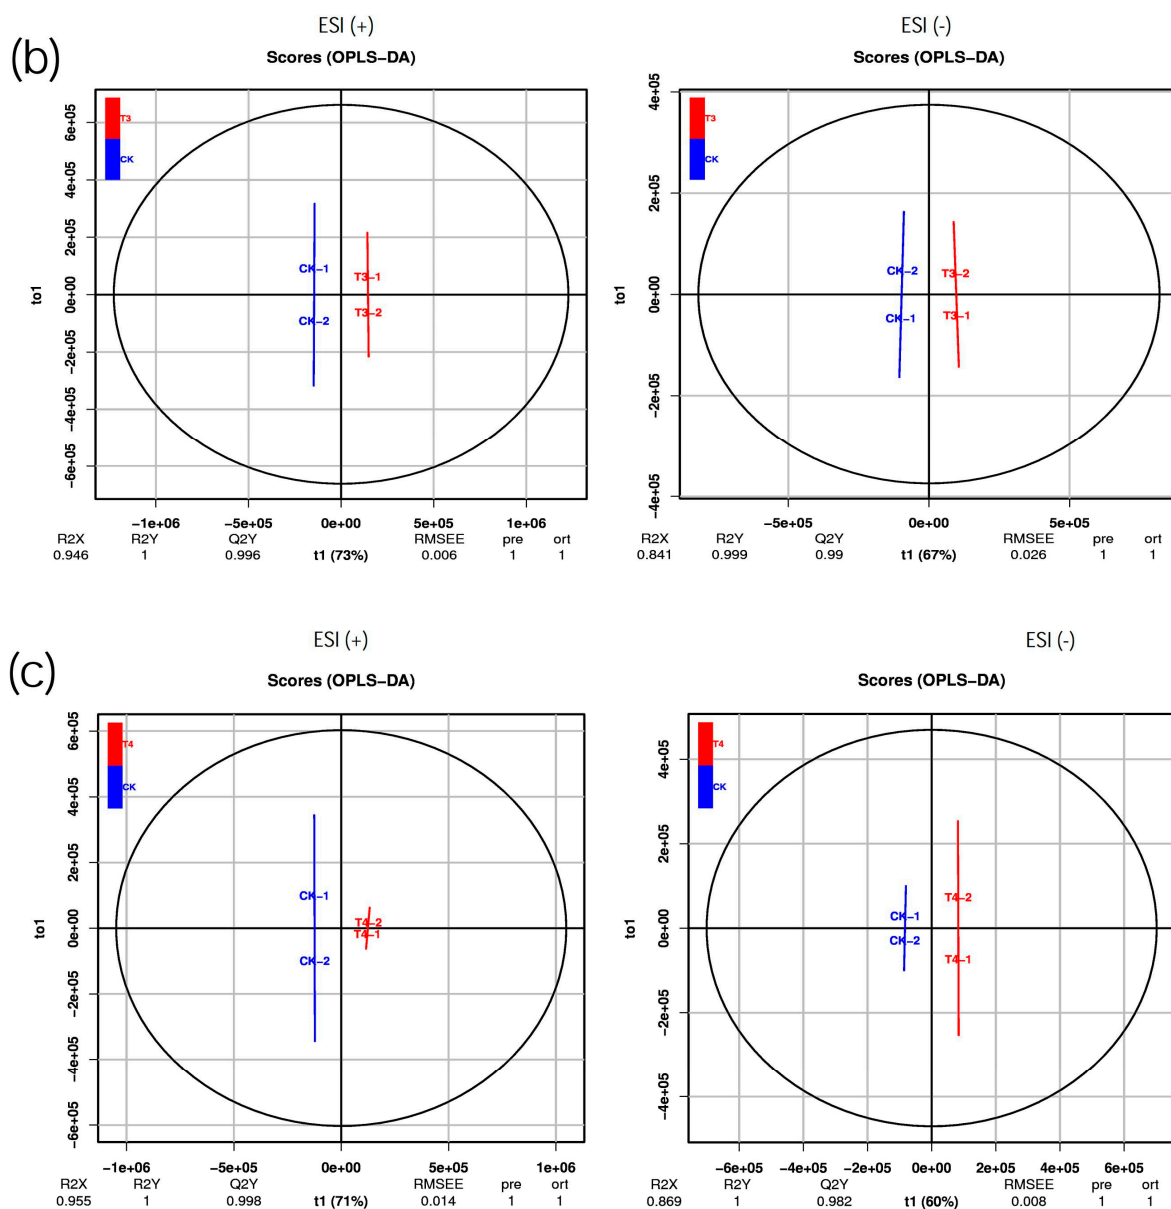 (b)
ESI (+)
Scores (OPLS−DA)
T3
CK
to1
6e+05
4e+05
2e+05
0e+00
−2e+05
−4e+05
−6e+05
CK−1
CK−2
T3−1
T3−2
−1e+06 −5e+05 0e+00 5e+05 1e+06
R2X R2Y Q2Y RMSEE pre ort
0.946 1 0.996 t1 (73%) 0.006 1 1
ESI (-)
Scores (OPLS−DA)
T3
CK
to1
4e+05
2e+05
0e+00
−2e+05
−4e+05
CK−2
CK−1
T3−2
T3−1
−5e+05 0e+00 5e+05
R2X R2Y Q2Y RMSEE pre ort
0.841 0.999 0.99 t1 (67%) 0.026 1 1
(c)
ESI (+)
Scores (OPLS−DA)
T4
CK
to1
6e+05
4e+05
2e+05
0e+00
−2e+05
−4e+05
−6e+05
CK−1
CK−2
T4−2
T4−1
−1e+06 −5e+05 0e+00 5e+05 1e+06
R2X R2Y Q2Y RMSEE pre ort
0.955 1 0.998 t1 (71%) 0.014 1 1
ESI (-)
Scores (OPLS−DA)
T4
CK
to1
4e+05
2e+05
0e+00
−2e+05
−4e+05
CK−1
CK−2
T4−2
T4−1
−6e+05 −4e+05 −2e+05 0e+00 2e+05 4e+05 6e+05
R2X R2Y Q2Y RMSEE pre ort
0.869 1 0.982 t1 (60%) 0.008 1 1